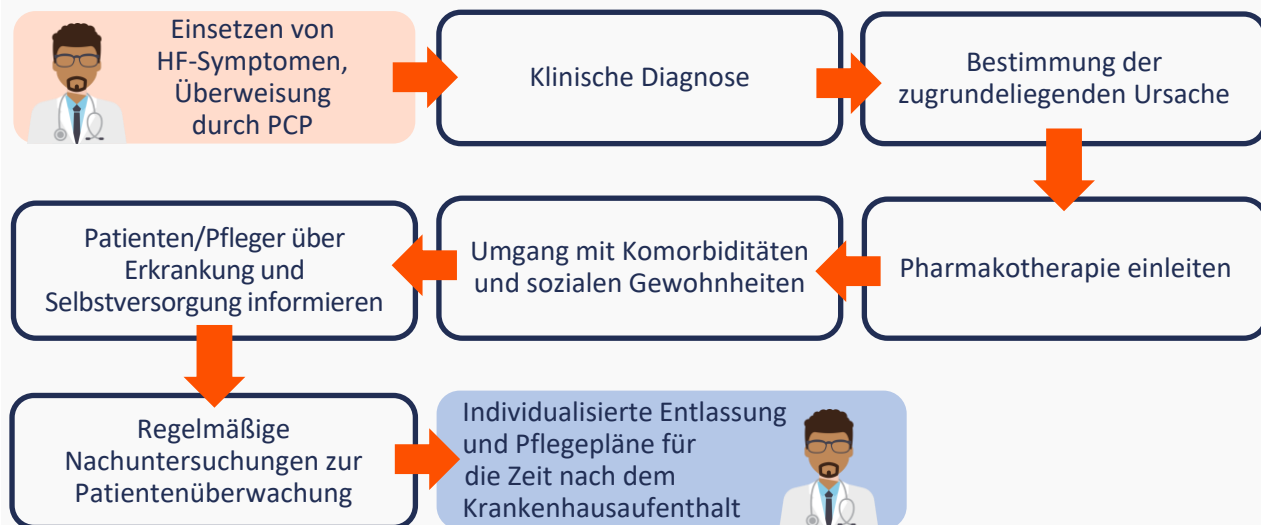 Einsetzen von
HF-Symptomen,
Überweisung
durch PCP
Klinische Diagnose
Bestimmung der
zugrundeliegenden Ursache
Pharmakotherapie einleiten
Umgang mit Komorbiditäten
und sozialen Gewohnheiten
Patienten/Pfleger über
Erkrankung und
Selbstversorgung informieren
Regelmäßige
Nachuntersuchungen zur
Patientenüberwachung
Individualisierte Entlassung
und Pflegepläne für
die Zeit nach dem
Krankenhausaufenthalt